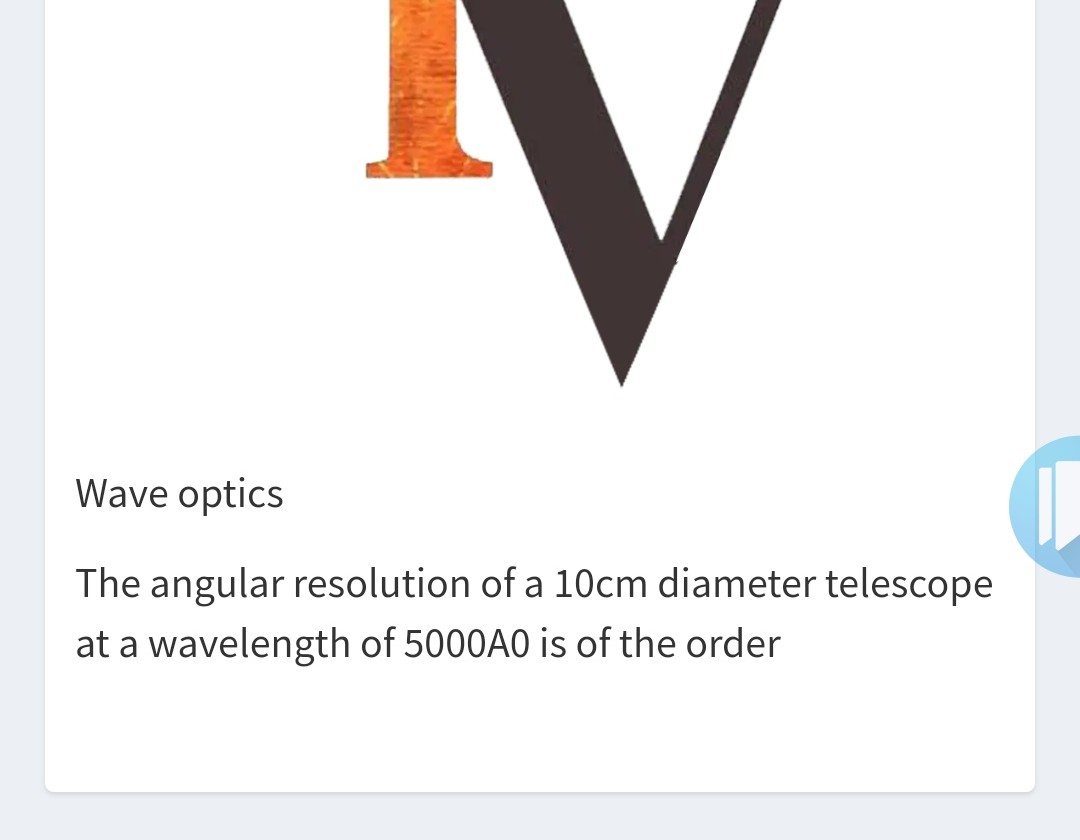 Wave optics
The angular resolution of a 10cm diameter telescope
at a wavelength of 5000A0 is of the order